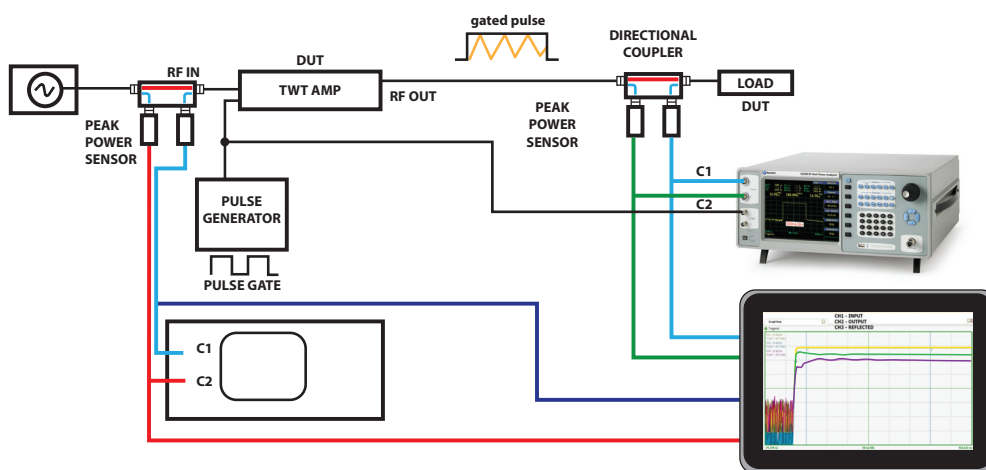 gated pulse
DIRECTIONAL
COUPLER
RF IN
DUT
TWT AMP
RF OUT
LOAD
DUT
PEAK
POWER
SENSOR
PEAK
POWER
SENSOR
C1
C2
PULSE
GENERATOR
PULSE GATE
C1
C2
CH1 - INPUT
CH2 - OUTPUT
CH3 - REFLECTED